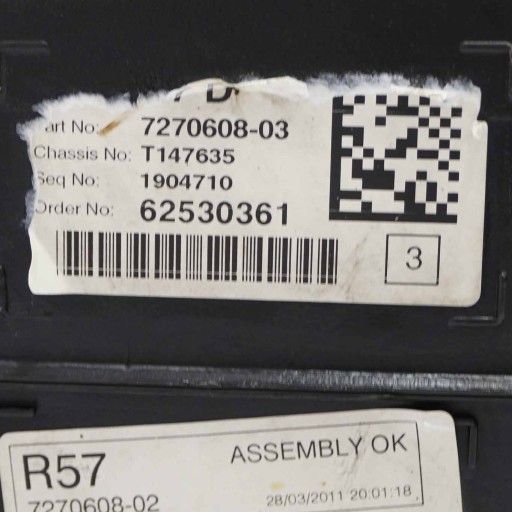 art No: 7270608-03
Chassis No: T147635
Seq No: 1904710
Order No: 62530361
3
R57 ASSEMBLY OK
7270608-02 28/03/2011 20:01:18